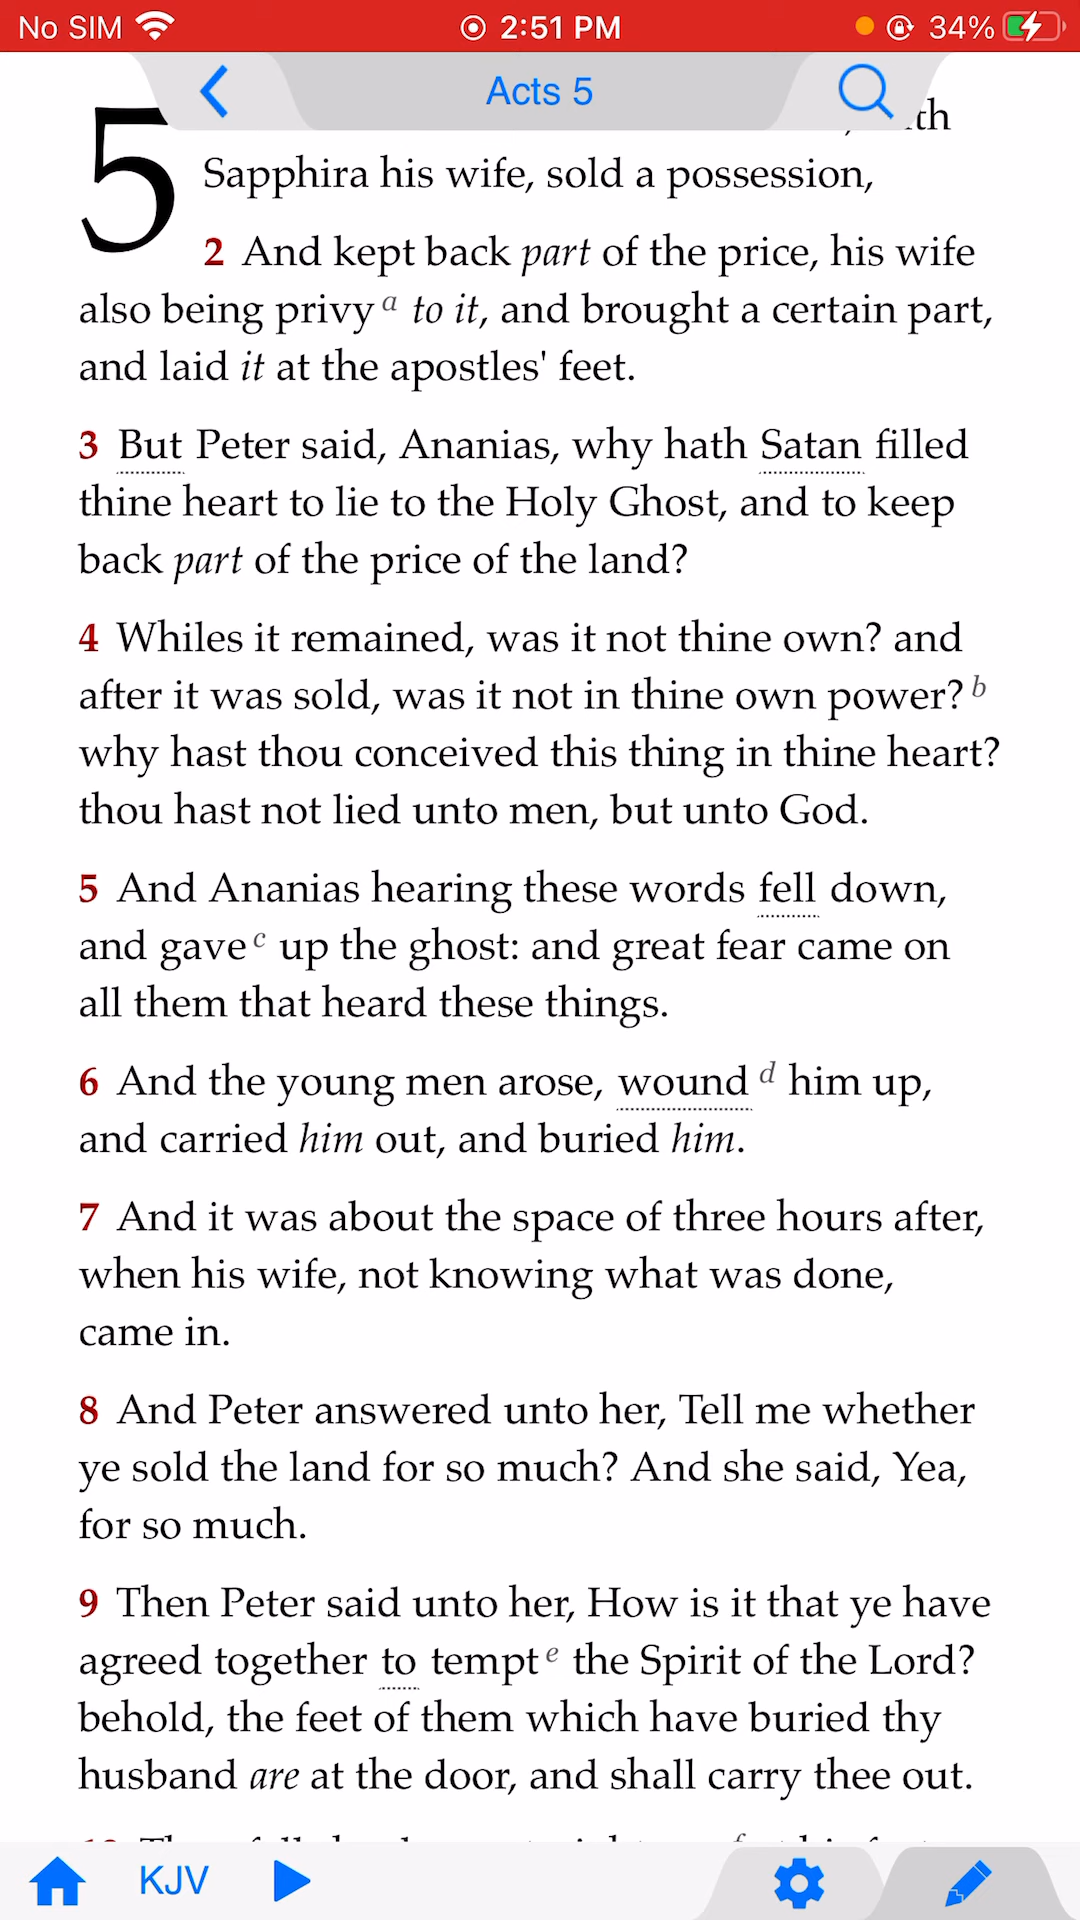 No SIM 2:51 PM 34%
Acts 5
th
5 Sapphira his wife, sold a possession,
2 And kept back part of the price, his wife
also being privy a to it, and brought a certain part,
and laid it at the apostles' feet.
3 But Peter said, Ananias, why hath Satan filled
thine heart to lie to the Holy Ghost, and to keep
back part of the price of the land?
4 Whiles it remained, was it not thine own? and
after it was sold, was it not in thine own power? b
why hast thou conceived this thing in thine heart?
thou hast not lied unto men, but unto God.
5 And Ananias hearing these words fell down,
and gave c up the ghost: and great fear came on
all them that heard these things.
6 And the young men arose, wound d him up,
and carried him out, and buried him.
7 And it was about the space of three hours after,
when his wife, not knowing what was done,
came in.
8 And Peter answered unto her, Tell me whether
ye sold the land for so much? And she said, Yea,
for so much.
9 Then Peter said unto her, How is it that ye have
agreed together to tempt e the Spirit of the Lord?
behold, the feet of them which have buried thy
husband are at the door, and shall carry thee out.
KJV